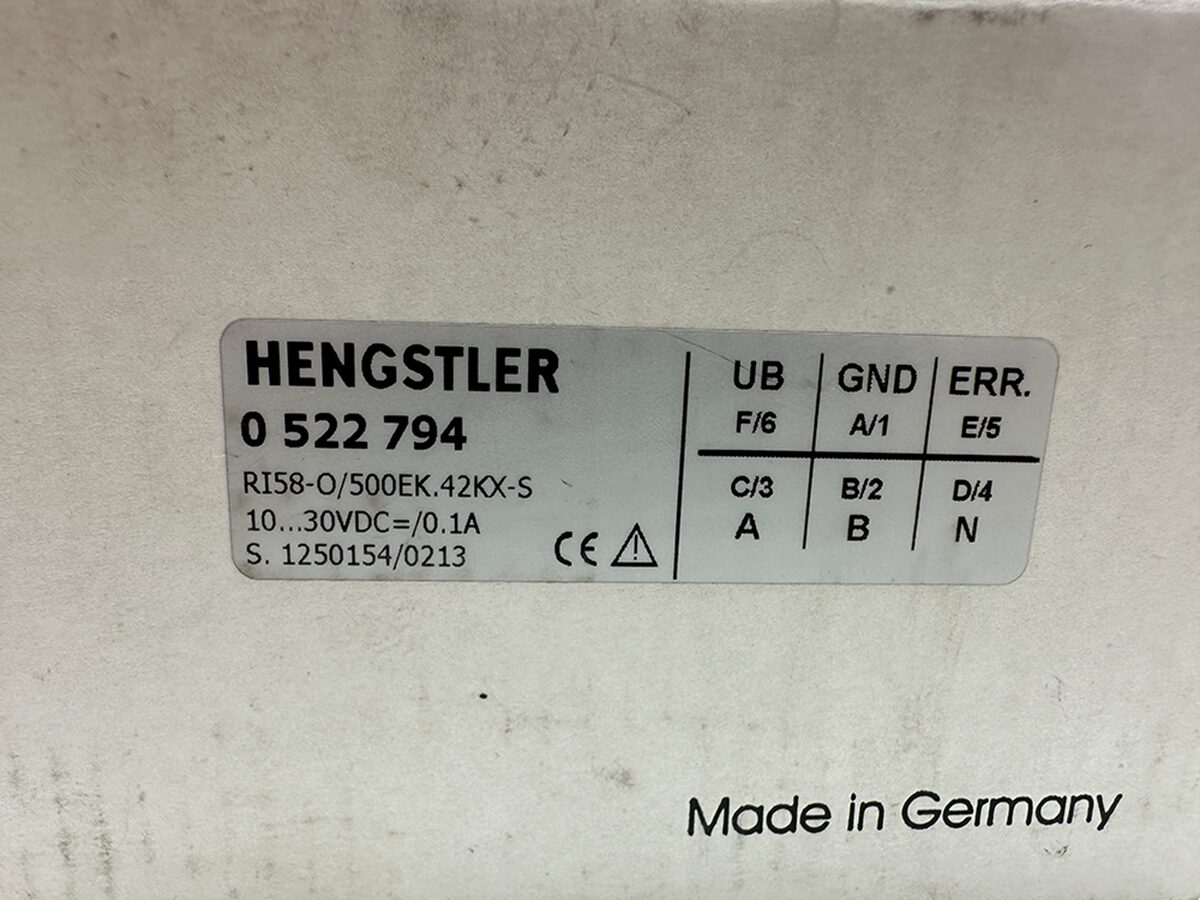 HENGSTLER
0 522 794
RI58-O/500EK.42KX-S
10...30VDC=/0.1A
S. 1250154/0213
CE
UB GND ERR.
F/6 A/1 E/5
C/3 B/2 D/4
A B N
Made in Germany